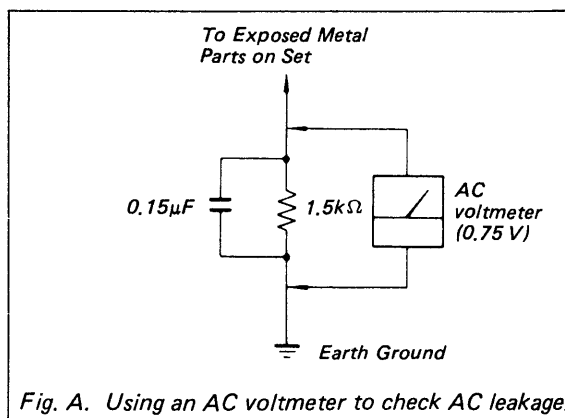 To Exposed Metal
Parts on Set
0.15µF
1.5kΩ
AC
voltmeter
(0.75 V)
Earth Ground
Fig. A. Using an AC voltmeter to check AC leakage.